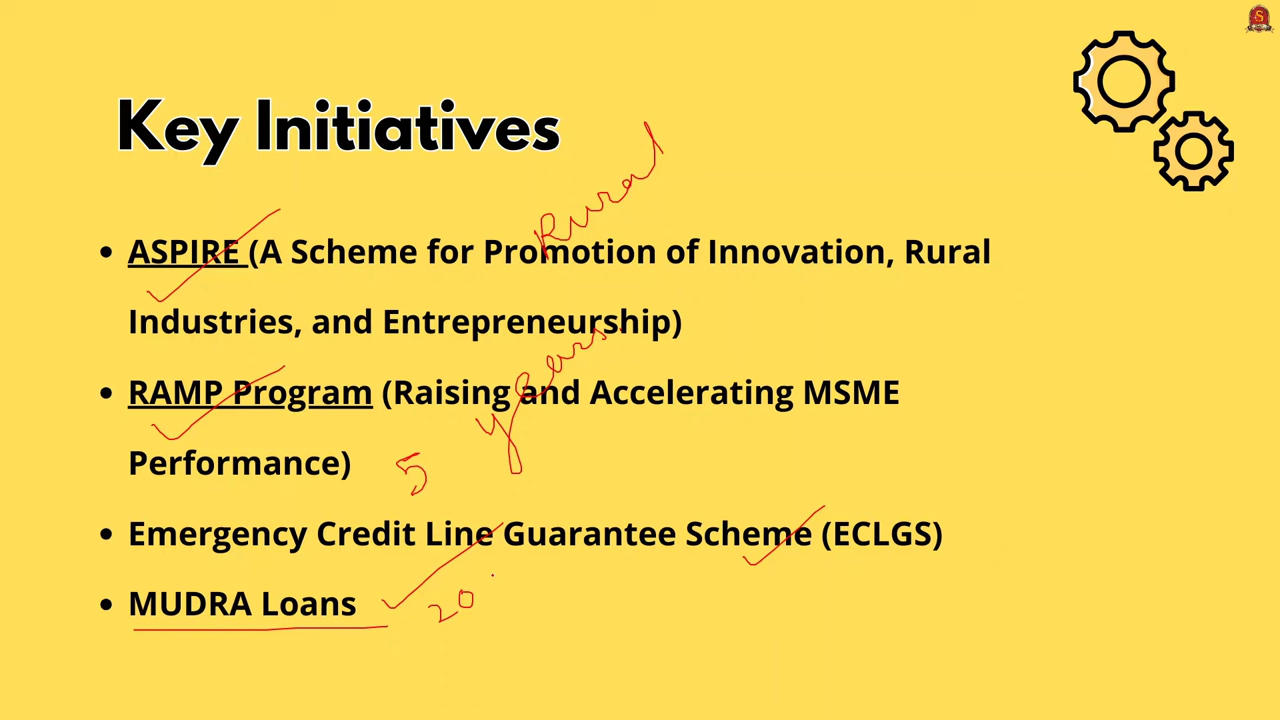 Key Initiatives
Rural
• ASPIRE (A Scheme for Promotion of Innovation, Rural
Industries, and Entrepreneurship)
• RAMP Program (Raising and Accelerating MSME
Performance)
5 years
• Emergency Credit Line Guarantee Scheme (ECLGS)
• MUDRA Loans
20